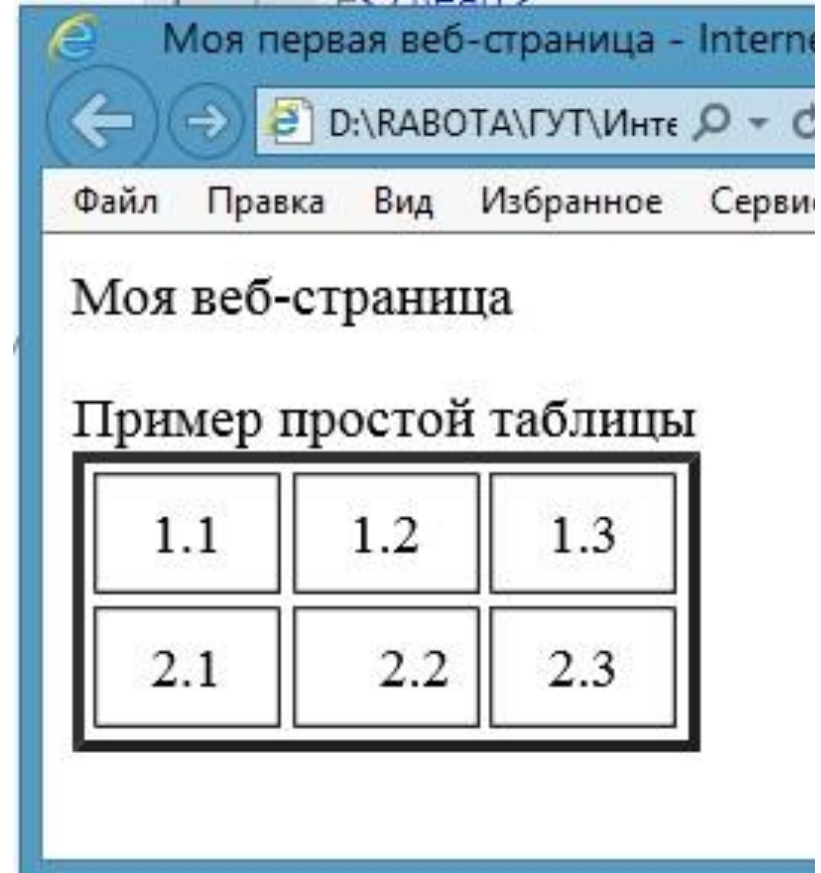 Моя первая веб-страница - Interne
D:\RABOTA\ГУТ\Инте
Файл Правка Вид Избранное Сервис
Моя веб-страница
Пример простой таблицы
1.1 1.2 1.3
2.1 2.2 2.3